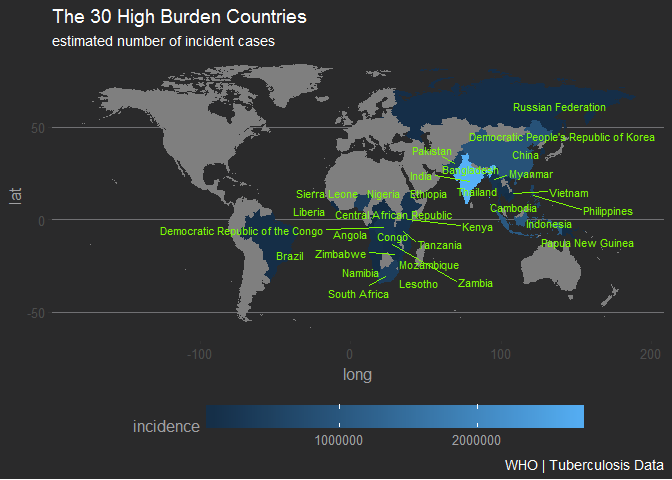 The 30 High Burden Countries
estimated number of incident cases
Russian Federation
50
Democratic People's Republic of Korea
Pakistan
China
Bangladesh
India
Myanmar
Sierra Leone
Nigeria
Ethiopia
Thailand
Vietnam
Liberia
Central African Republic
Cambodia
Philippines
lat
0
Democratic Republic of the Congo
Kenya
Indonesia
Angola
Congo
Tanzania
Papua New Guinea
Brazil
Zimbabwe
Mozambique
Namibia
Zambia
South Africa
Lesotho
-50
-100
0
100
200
long
incidence
1000000
2000000
WHO | Tuberculosis Data